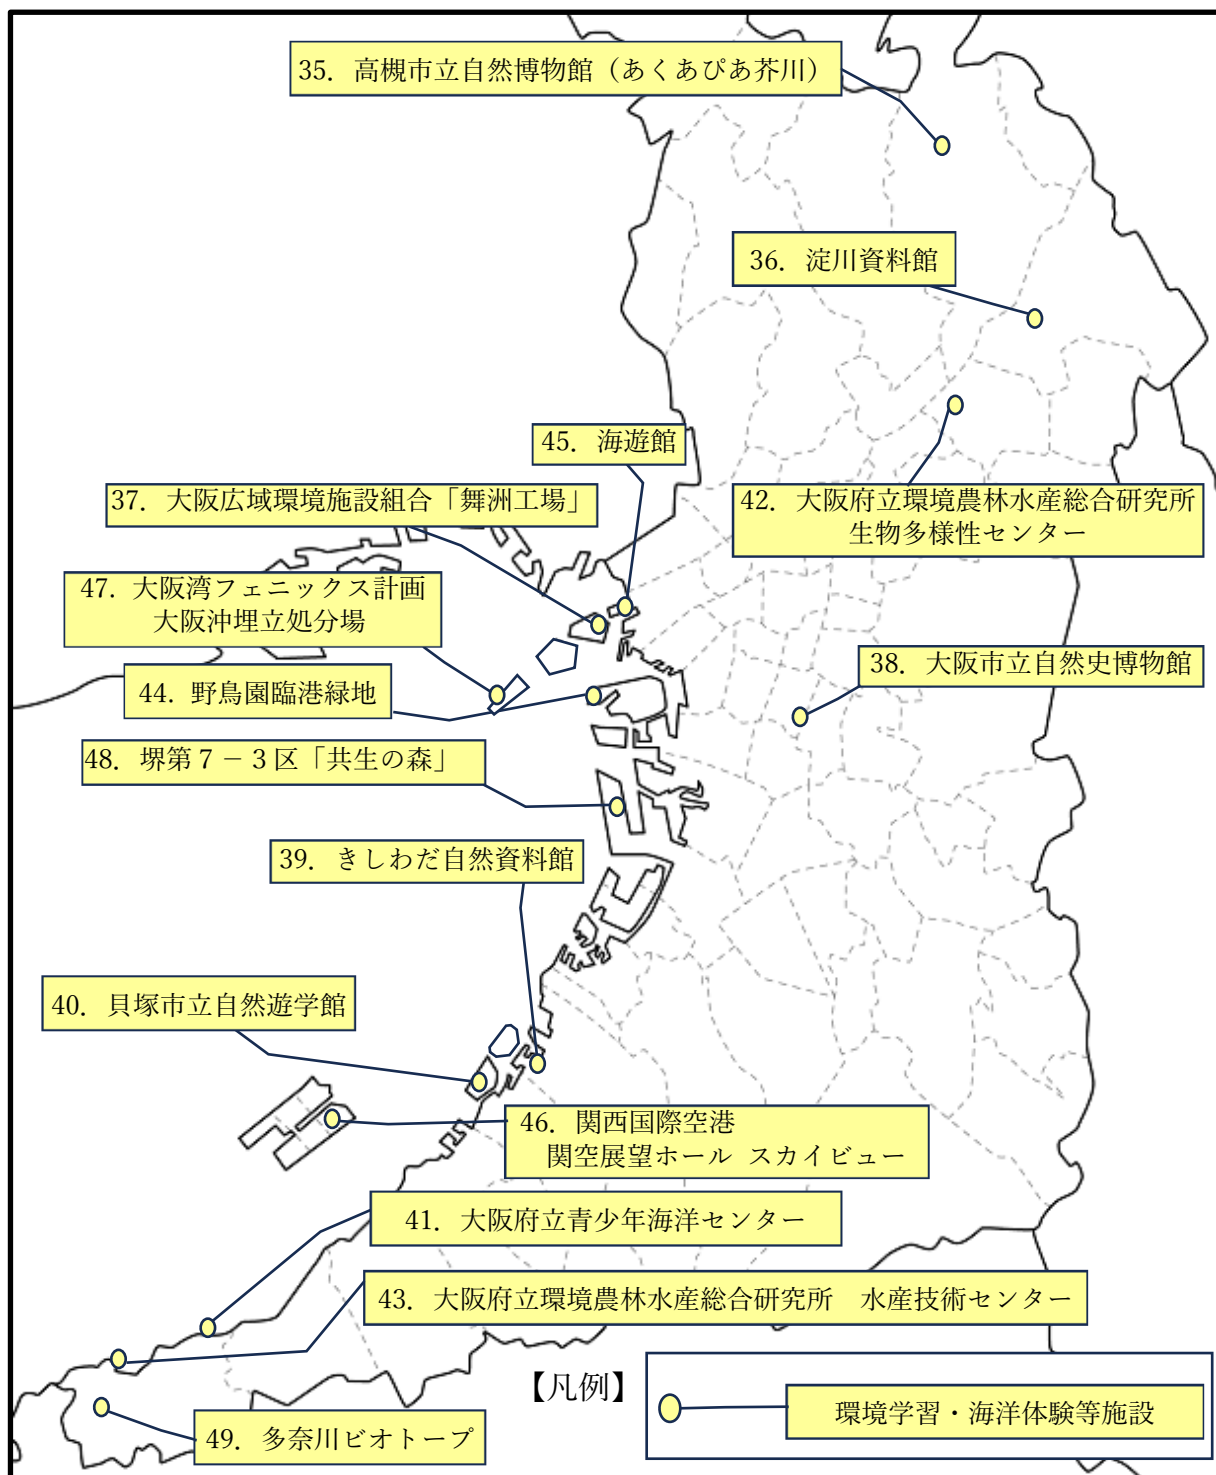 35．高槻市立自然博物館（あくあぴあ芥川）
36．淀川資料館
45．海遊館
37．大阪広域環境施設組合「舞洲工場」
42．大阪府立環境農林水産総合研究所
生物多様性センター
47．大阪湾フェニックス計画
大阪沖埋立処分場
38．大阪市立自然史博物館
44．野鳥園臨港緑地
48．堺第７－３区「共生の森」
39．きしわだ自然資料館
40．貝塚市立自然遊学館
46．関西国際空港
関空展望ホール スカイビュー
41．大阪府立青少年海洋センター
43．大阪府立環境農林水産総合研究所　水産技術センター
【凡例】
環境学習・海洋体験等施設
49．多奈川ビオトープ